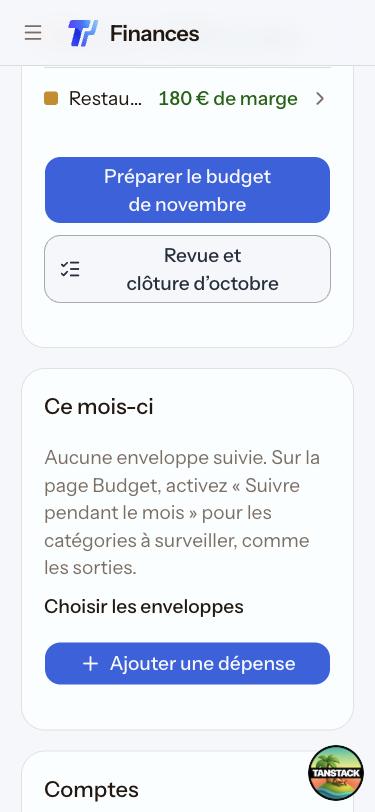 Finances
Restau... 180 € de marge
Préparer le budget
de novembre
Revue et
clôture d’octobre
Ce mois-ci
Aucune enveloppe suivie. Sur la
page Budget, activez « Suivre
pendant le mois » pour les
catégories à surveiller, comme
les sorties.
Choisir les enveloppes
Ajouter une dépense
TANSTACK
Comptes